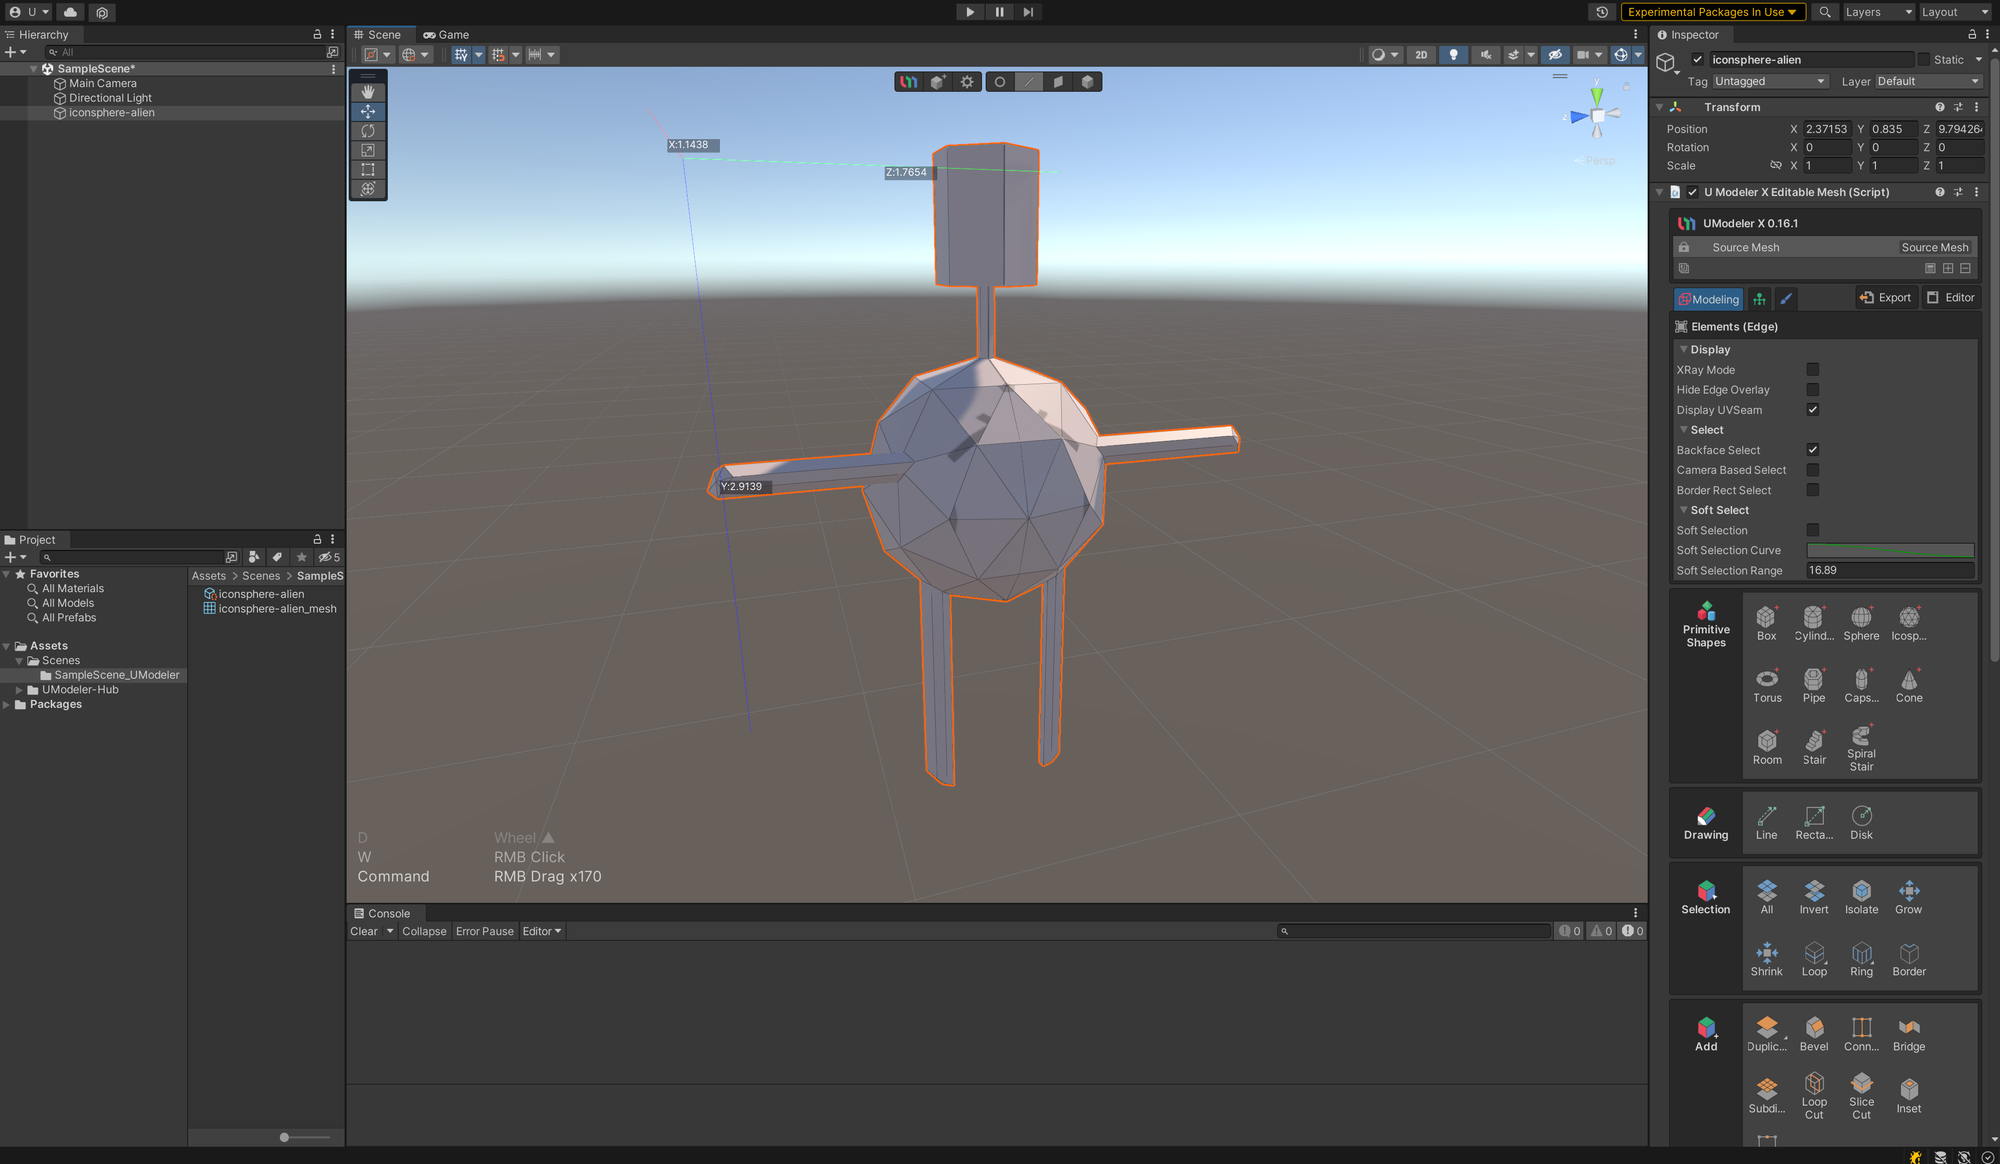 U
Experimental Packages In Use
Layers
Layout
Hierarchy
All
SampleScene*
Main Camera
Directional Light
iconsphere-alien
Scene
Game
2D
X:1.1438
Z:1.7654
Y:2.9139
y
z
Persp
D
Wheel
W
RMB Click
Command
RMB Drag x170
Project
5
Favorites
All Materials
All Models
All Prefabs
Assets
Scenes
SampleScene_UModeler
UModeler-Hub
Packages
Assets > Scenes > SampleS
iconsphere-alien
iconsphere-alien_mesh
Console
Clear
Collapse
Error Pause
Editor
0
0
0
Inspector
iconsphere-alien
Static
Tag Untagged
Layer Default
Transform
Position X 2.37153 Y 0.835 Z 9.79426
Rotation X 0 Y 0 Z 0
Scale X 1 Y 1 Z 1
U Modeler X Editable Mesh (Script)
UModeler X 0.16.1
Source Mesh
Source Mesh
Modeling
Export
Editor
Elements (Edge)
Display
XRay Mode
Hide Edge Overlay
Display UVSeam
Select
Backface Select
Camera Based Select
Border Rect Select
Soft Select
Soft Selection
Soft Selection Curve
Soft Selection Range 16.89
Primitive
Shapes
Box
Cylind...
Sphere
Icosp...
Torus
Pipe
Caps...
Cone
Room
Stair
Spiral
Stair
Drawing
Line
Recta...
Disk
Selection
All
Invert
Isolate
Grow
Shrink
Loop
Ring
Border
Add
Duplic...
Bevel
Conn...
Bridge
Subdi...
Loop
Cut
Slice
Cut
Inset